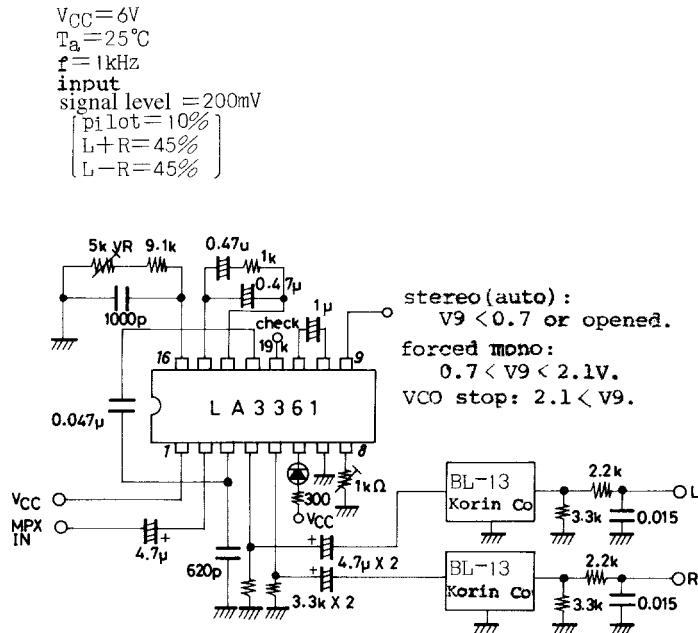 VCC=6V
Ta=25°C
f=1kHz
input
signal level =200mV
pilot=10%
L+R=45%
L−R=45%
5k VR
9.1k
0.47u
1k
0.47µ
1000p
check
19k
1µ
stereo(auto):
V9 <0.7 or opened.
forced mono:
0.7< V9 < 2.1V.
VCO stop: 2.1< V9.
16
9
0.047µ
LA3361
1
8
VCC
MPX
IN
4.7µ
+
620p
300
VCC
1kΩ
+
4.7µ X 2
+
3.3k X 2
BL-13
Korin Co
2.2k
L
3.3k
0.015
BL-13
Korin Co
2.2k
R
3.3k
0.015